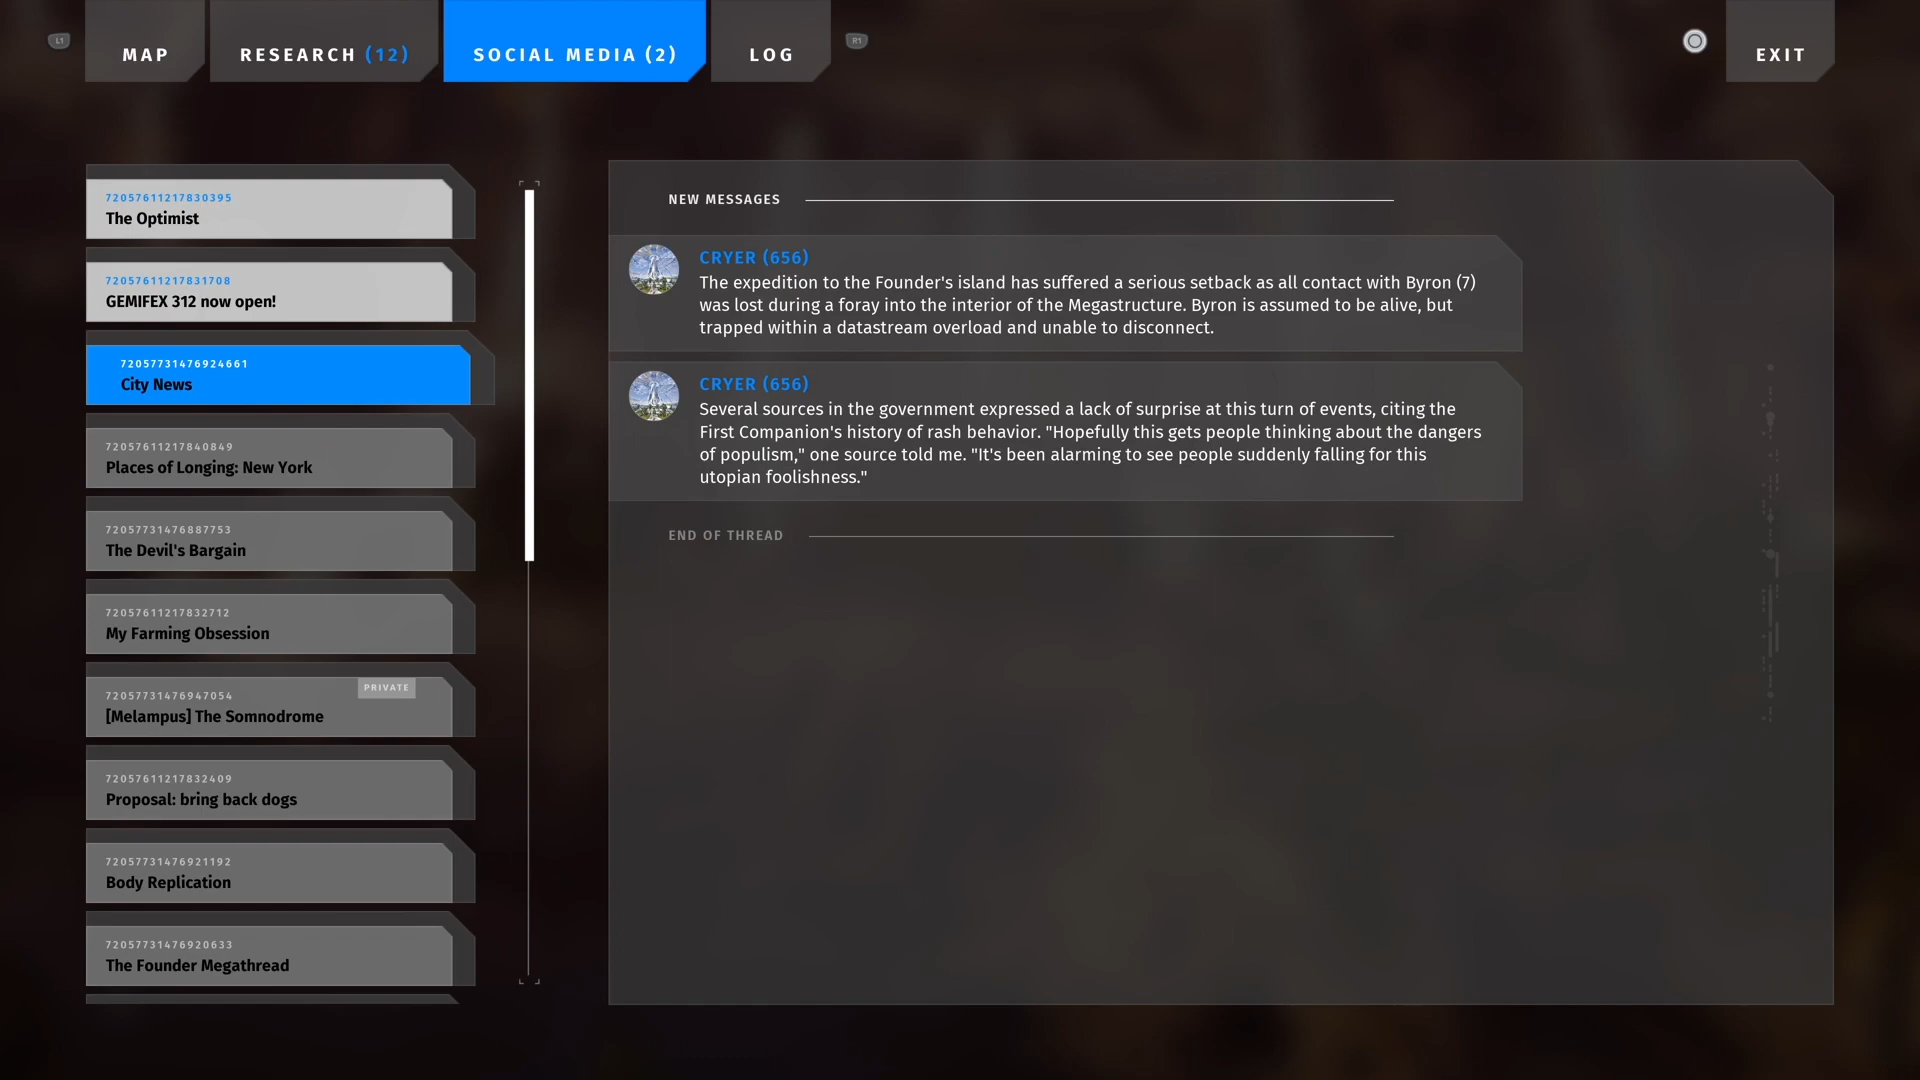 L1
MAP
RESEARCH (12)
SOCIAL MEDIA (2)
LOG
R1
EXIT
72057611217830395
The Optimist
72057611217831708
GEMIFEX 312 now open!
72057731476924661
City News
72057611217840849
Places of Longing: New York
72057731476887753
The Devil's Bargain
72057611217832712
My Farming Obsession
72057731476947054
PRIVATE
[Melampus] The Somnodrome
72057611217832409
Proposal: bring back dogs
72057731476921192
Body Replication
72057731476920633
The Founder Megathread
NEW MESSAGES
CRYER (656)
The expedition to the Founder's island has suffered a serious setback as all contact with Byron (7)
was lost during a foray into the interior of the Megastructure. Byron is assumed to be alive, but
trapped within a datastream overload and unable to disconnect.
CRYER (656)
Several sources in the government expressed a lack of surprise at this turn of events, citing the
First Companion's history of rash behavior. "Hopefully this gets people thinking about the dangers
of populism," one source told me. "It's been alarming to see people suddenly falling for this
utopian foolishness."
END OF THREAD